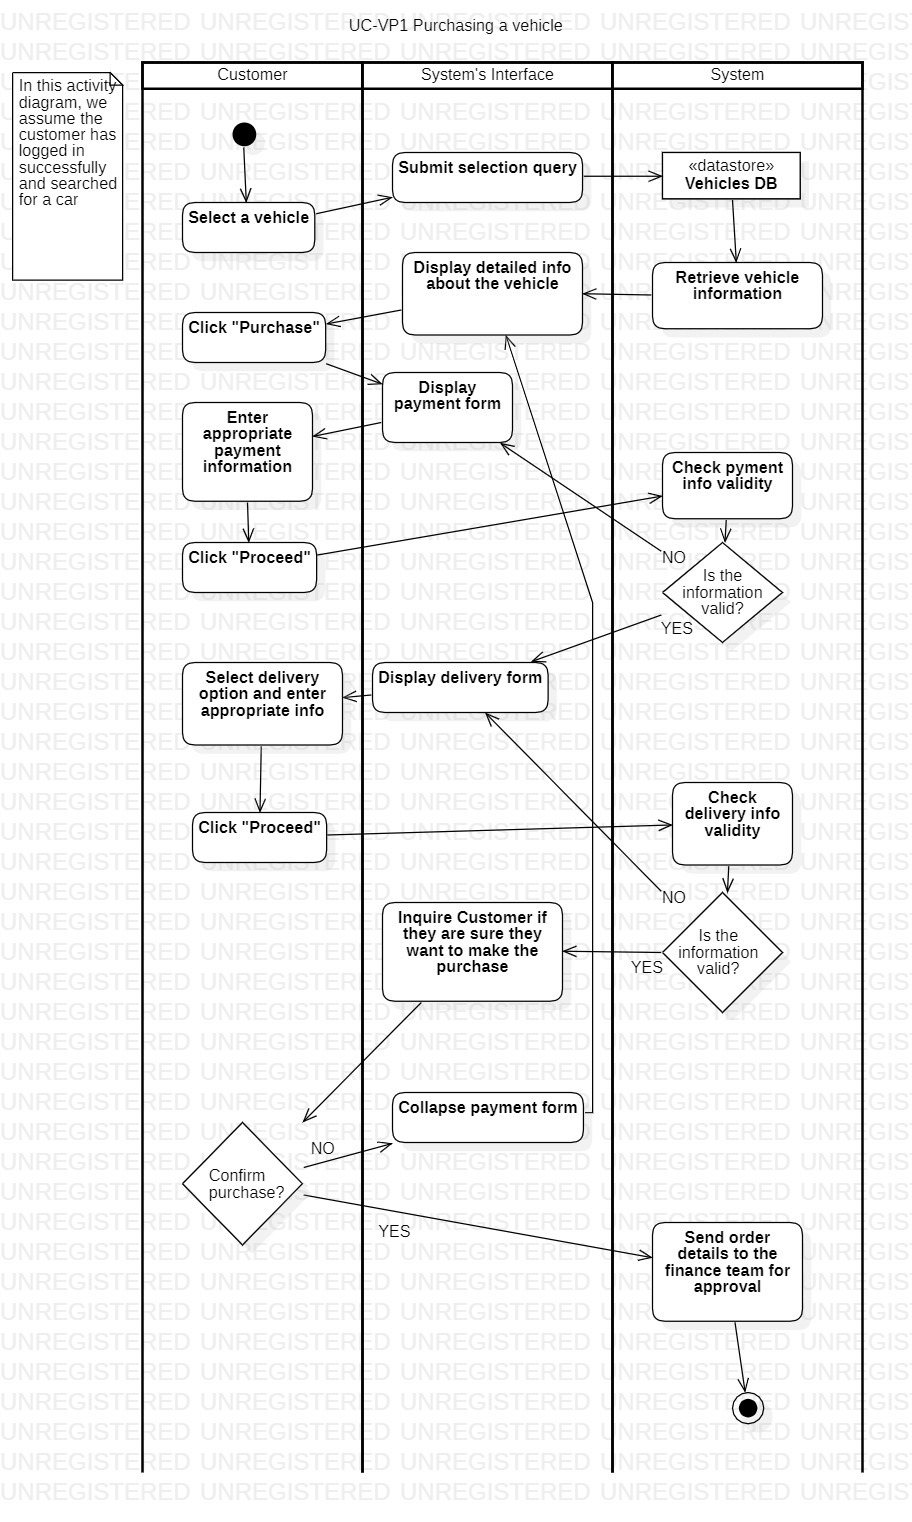 UC-VP1 Purchasing a vehicle
Customer
System's Interface
System
In this activity
diagram, we
assume the
customer has
logged in
successfully
and searched
for a car
Submit selection query
«datastore»
Vehicles DB
Select a vehicle
Display detailed info
about the vehicle
Retrieve vehicle
information
Click "Purchase"
Display
payment form
Enter
appropriate
payment
information
Check pyment
info validity
Click "Proceed"
NO
Is the
information
valid?
YES
Select delivery
option and enter
appropriate info
Display delivery form
Check
delivery info
validity
Click "Proceed"
NO
Inquire Customer if
they are sure they
want to make the
purchase
Is the
information
valid?
YES
Collapse payment form
NO
Confirm
purchase?
YES
Send order
details to the
finance team for
approval
UNREGISTERED